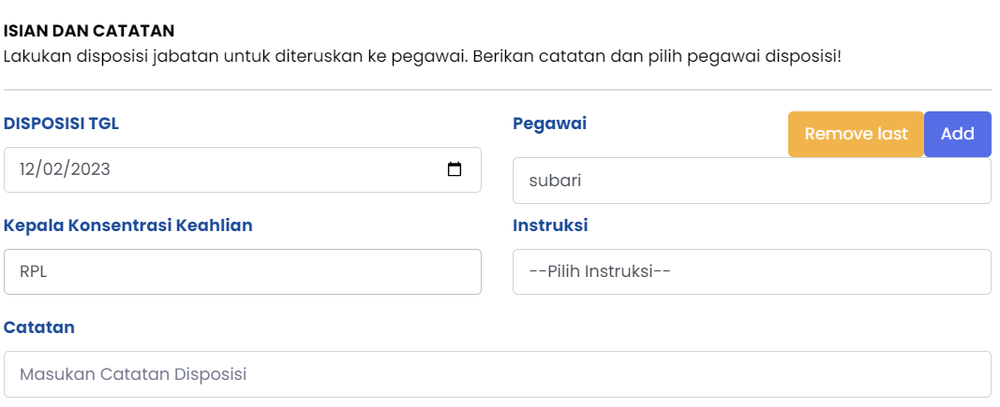 ISIAN DAN CATATAN
Lakukan disposisi jabatan untuk diteruskan ke pegawai. Berikan catatan dan pilih pegawai disposisi!
DISPOSISI TGL
12/02/2023
Pegawai
Remove last
Add
subari
Kepala Konsentrasi Keahlian
RPL
Instruksi
--Pilih Instruksi--
Catatan
Masukan Catatan Disposisi